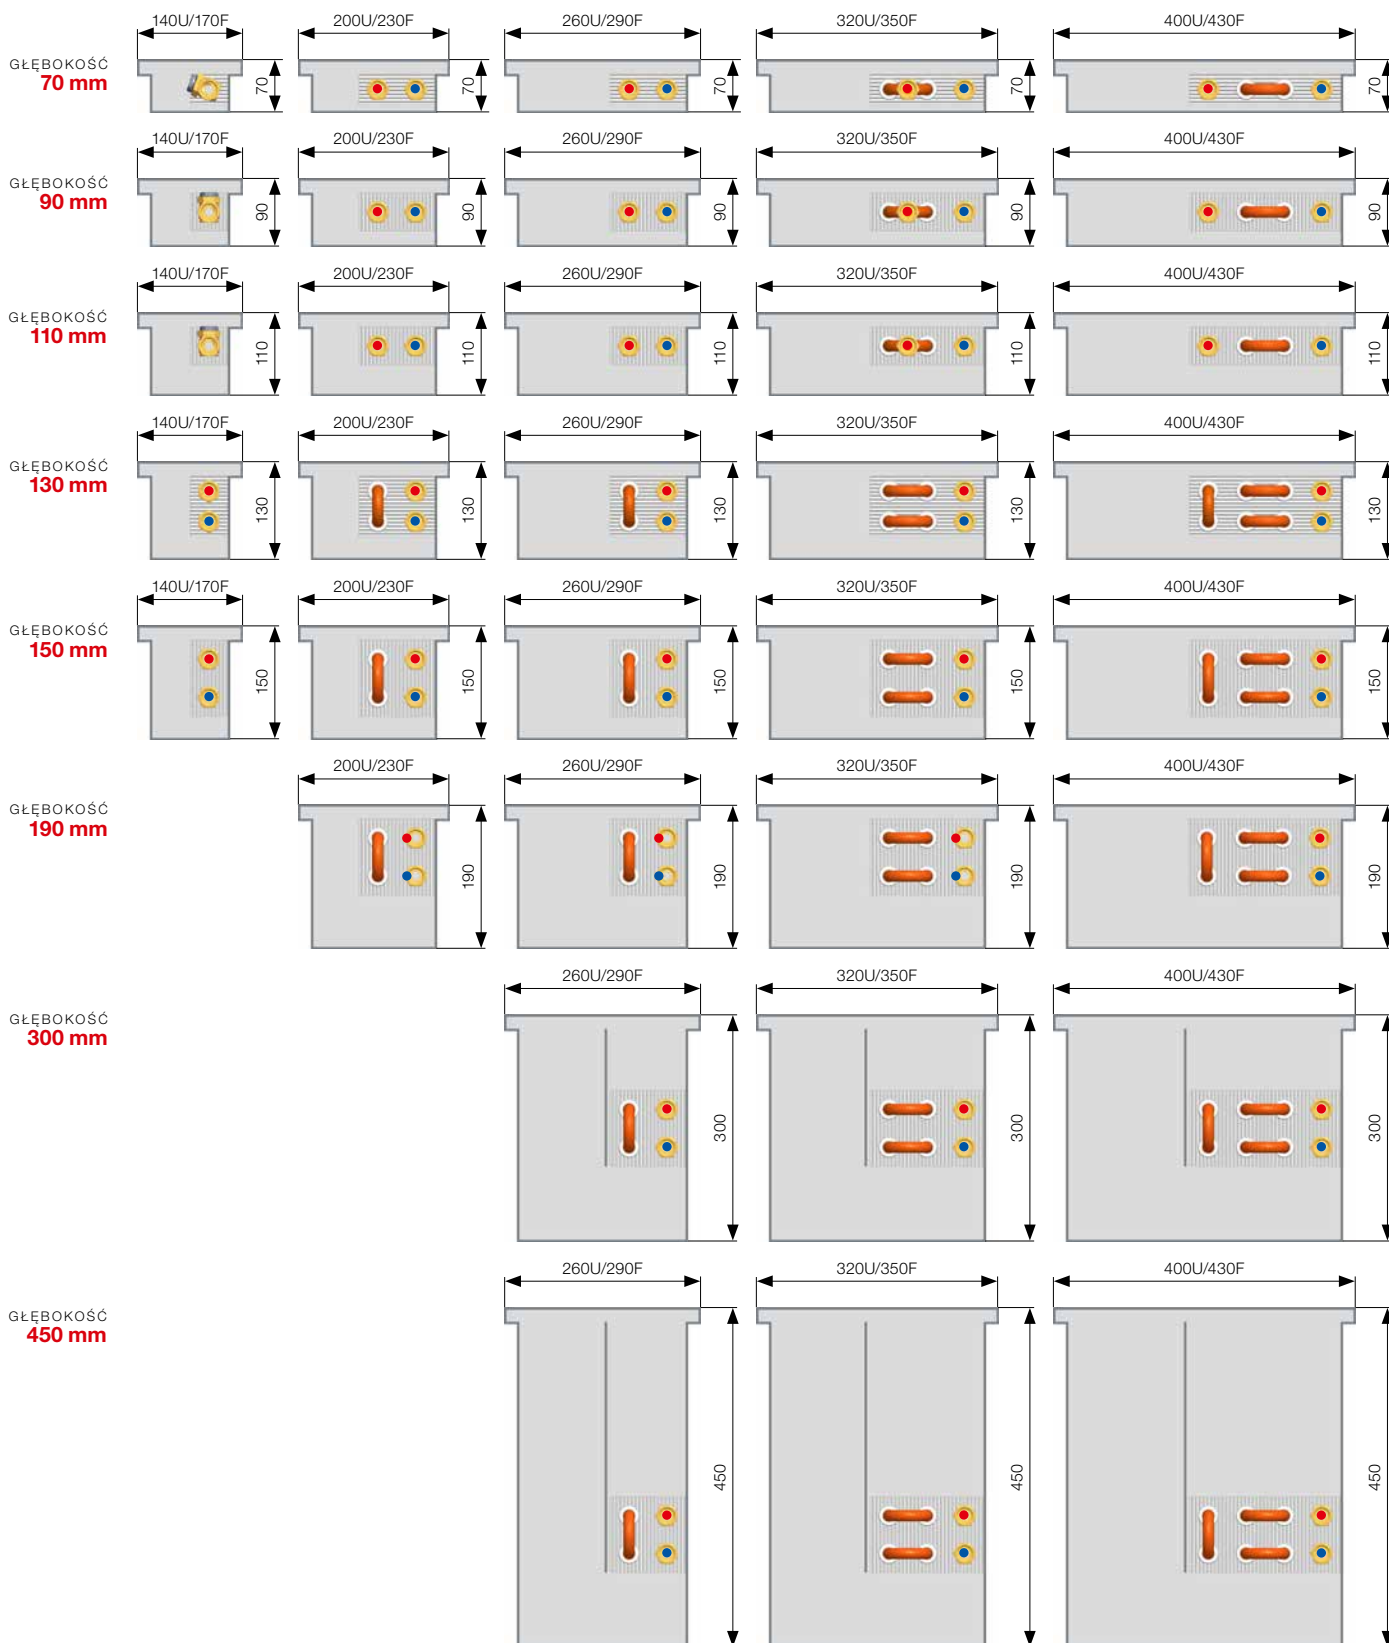 140U/170F 200U/230F 260U/290F 320U/350F 400U/430F
GŁĘBOKOŚĆ
70 mm
70 70 70 70 70
140U/170F 200U/230F 260U/290F 320U/350F 400U/430F
GŁĘBOKOŚĆ
90 mm
90 90 90 90 90
140U/170F 200U/230F 260U/290F 320U/350F 400U/430F
GŁĘBOKOŚĆ
110 mm
110 110 110 110 110
140U/170F 200U/230F 260U/290F 320U/350F 400U/430F
GŁĘBOKOŚĆ
130 mm
130 130 130 130 130
140U/170F 200U/230F 260U/290F 320U/350F 400U/430F
GŁĘBOKOŚĆ
150 mm
150 150 150 150 150
200U/230F 260U/290F 320U/350F 400U/430F
GŁĘBOKOŚĆ
190 mm
190 190 190 190
260U/290F 320U/350F 400U/430F
GŁĘBOKOŚĆ
300 mm
300 300 300
260U/290F 320U/350F 400U/430F
GŁĘBOKOŚĆ
450 mm
450 450 450